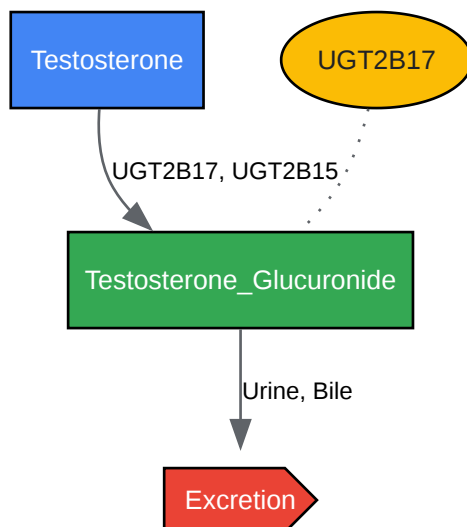 Testosterone
UGT2B17
UGT2B17, UGT2B15
Testosterone_Glucuronide
Urine, Bile
Excretion